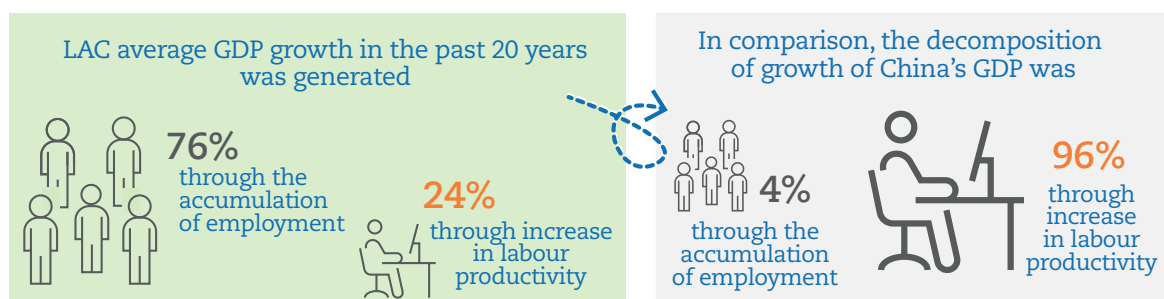 LAC average GDP growth in the past 20 years
was generated
76%
through the
accumulation
of employment
24%
through increase
in labour
productivity
In comparison, the decomposition
of growth of China's GDP was
4%
through the
accumulation
of employment
96%
through
increase
in labour
productivity